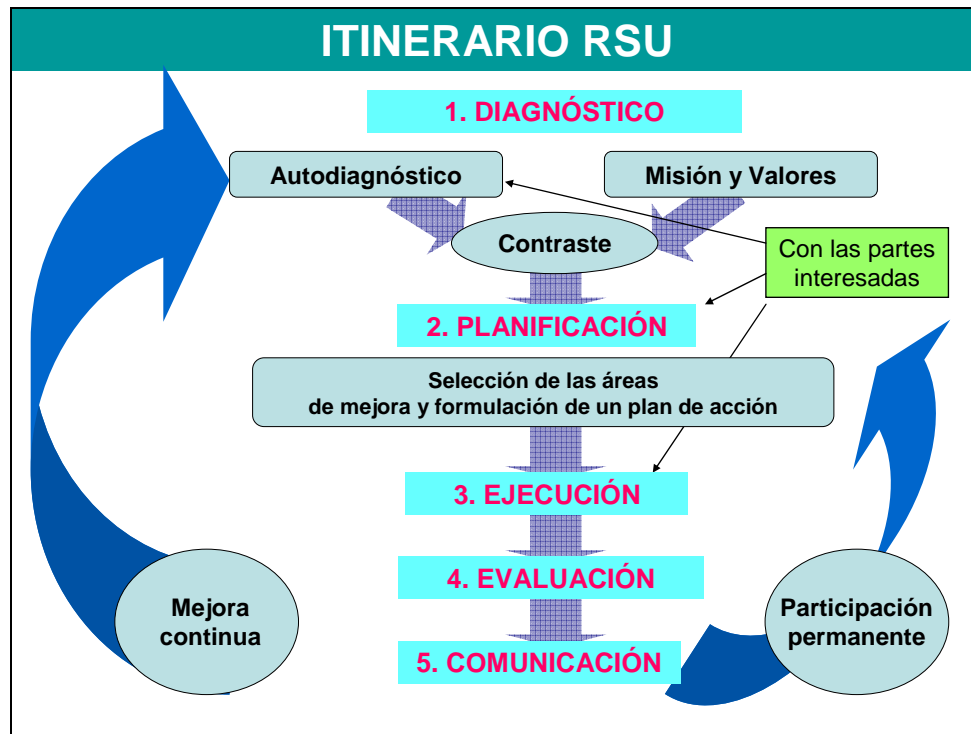 ITINERARIO RSU
1. DIAGNÓSTICO
Autodiagnóstico
Misión y Valores
Contraste
Con las partes
interesadas
2. PLANIFICACIÓN
Selección de las áreas
de mejora y formulación de un plan de acción
3. EJECUCIÓN
4. EVALUACIÓN
Mejora
continua
Participación
permanente
5. COMUNICACIÓN